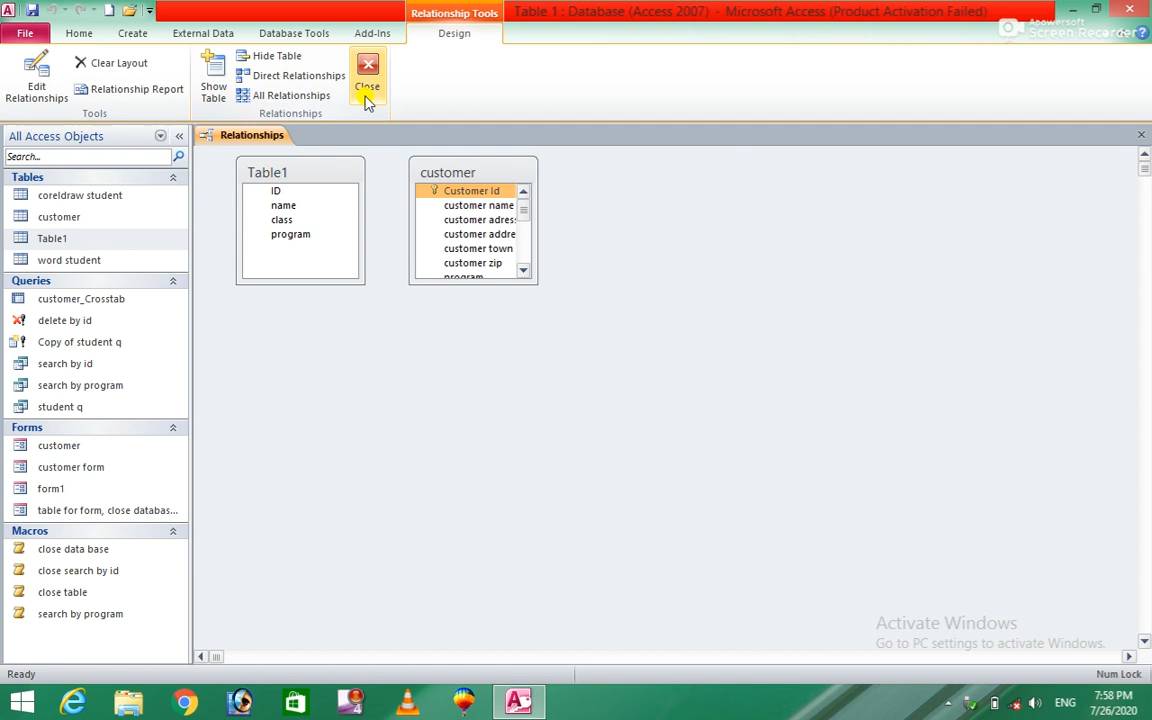 Relationship Tools
Table 1 : Database (Access 2007) - Microsoft Access (Product Activation Failed)
Apowersoft
Screen Recorder
File
Home
Create
External Data
Database Tools
Add-Ins
Design
Edit
Relationships
Clear Layout
Relationship Report
Tools
Show
Table
Hide Table
Direct Relationships
All Relationships
Relationships
Close
All Access Objects
Search...
Tables
coreldraw student
customer
Table1
word student
Queries
customer_Crosstab
delete by id
Copy of student q
search by id
search by program
student q
Forms
customer
customer form
form1
table for form, close databas...
Macros
close data base
close search by id
close table
search by program
Relationships
Table1
ID
name
class
program
customer
Customer Id
customer name
customer adres
customer addre
customer town
customer zip
program
Activate Windows
Go to PC settings to activate Windows.
Ready
Num Lock
ENG
7:58 PM
7/26/2020